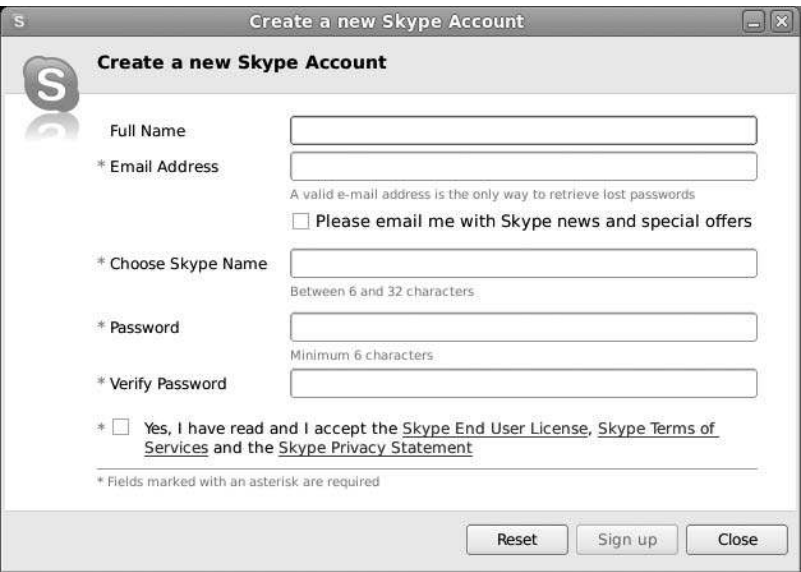 S Create a new Skype Account
S Create a new Skype Account
Full Name
* Email Address
A valid e-mail address is the only way to retrieve lost passwords
Please email me with Skype news and special offers
* Choose Skype Name
Between 6 and 32 characters
* Password
Minimum 6 characters
* Verify Password
* Yes, I have read and I accept the Skype End User License, Skype Terms of
Services and the Skype Privacy Statement
* Fields marked with an asterisk are required
Reset Sign up Close